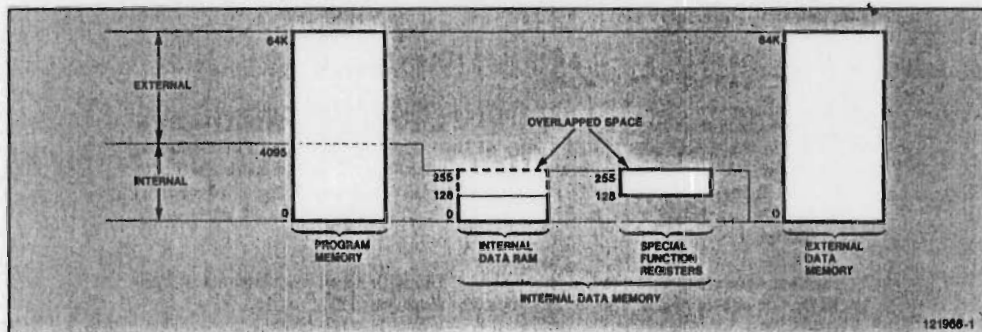 64K
64K
EXTERNAL
OVERLAPPED SPACE
4095
INTERNAL
255
255
128
128
0
0
0
PROGRAM
MEMORY
INTERNAL
DATA RAM
SPECIAL
FUNCTION
REGISTERS
EXTERNAL
DATA
MEMORY
INTERNAL DATA MEMORY
121966-1